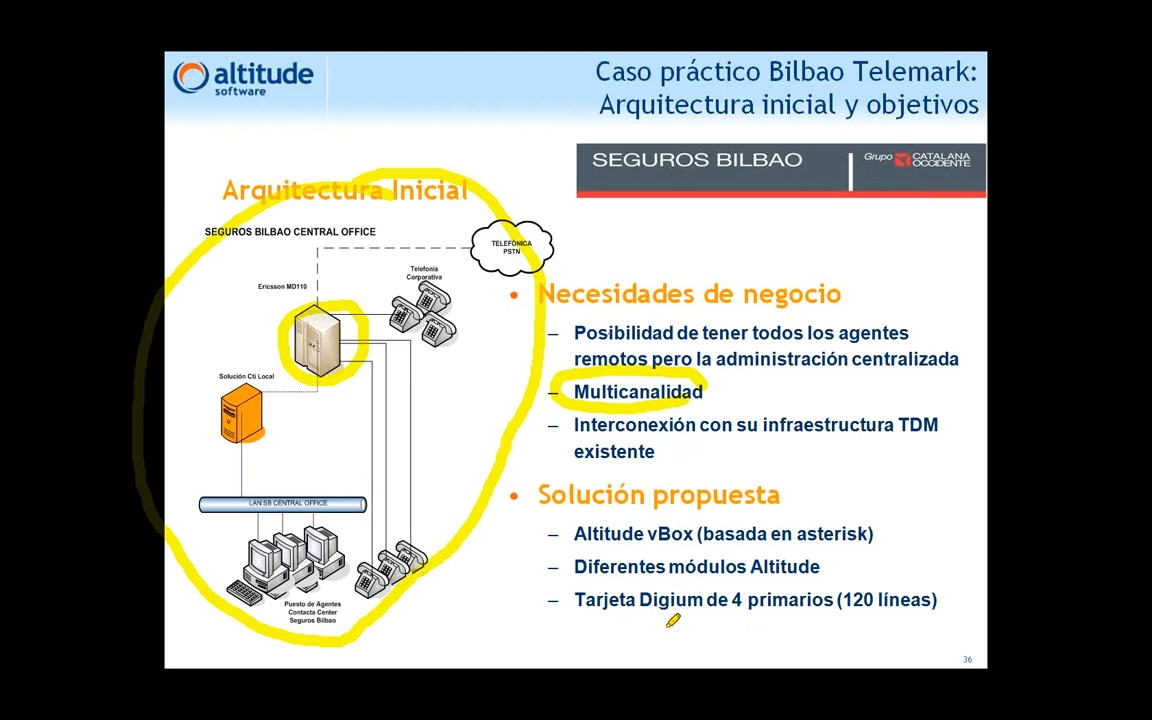 altitude
software
Caso práctico Bilbao Telemark:
Arquitectura inicial y objetivos
SEGUROS BILBAO
Grupo
CATALANA
OCCIDENTE
Arquitectura Inicial
SEGUROS BILBAO CENTRAL OFFICE
TELEFÓNICA
PSTN
Telefonía
Corporativa
Ericsson MD110
Solución Cti Local
LAN SB CENTRAL OFFICE
Puesto de Agentes
Contacta Center
Seguros Bilbao
• Necesidades de negocio
– Posibilidad de tener todos los agentes
remotos pero la administración centralizada
– Multicanalidad
– Interconexión con su infraestructura TDM
existente
• Solución propuesta
– Altitude vBox (basada en asterisk)
– Diferentes módulos Altitude
– Tarjeta Digium de 4 primarios (120 líneas)
36